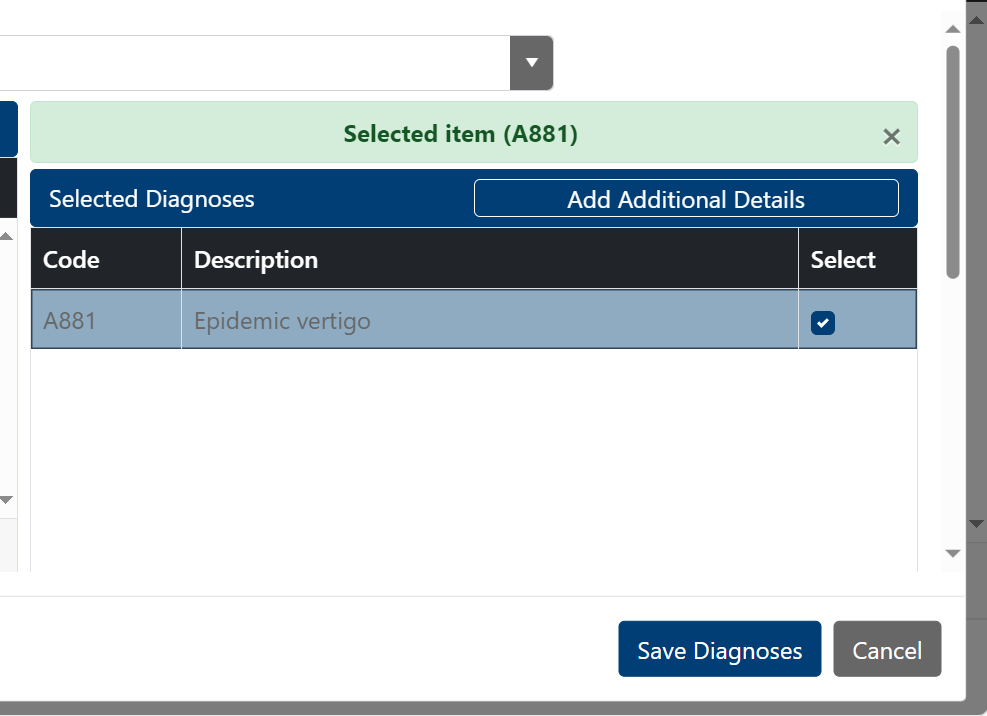 Selected item (A881)
×
Selected Diagnoses
Add Additional Details
Code Description Select
A881 Epidemic vertigo
Save Diagnoses Cancel